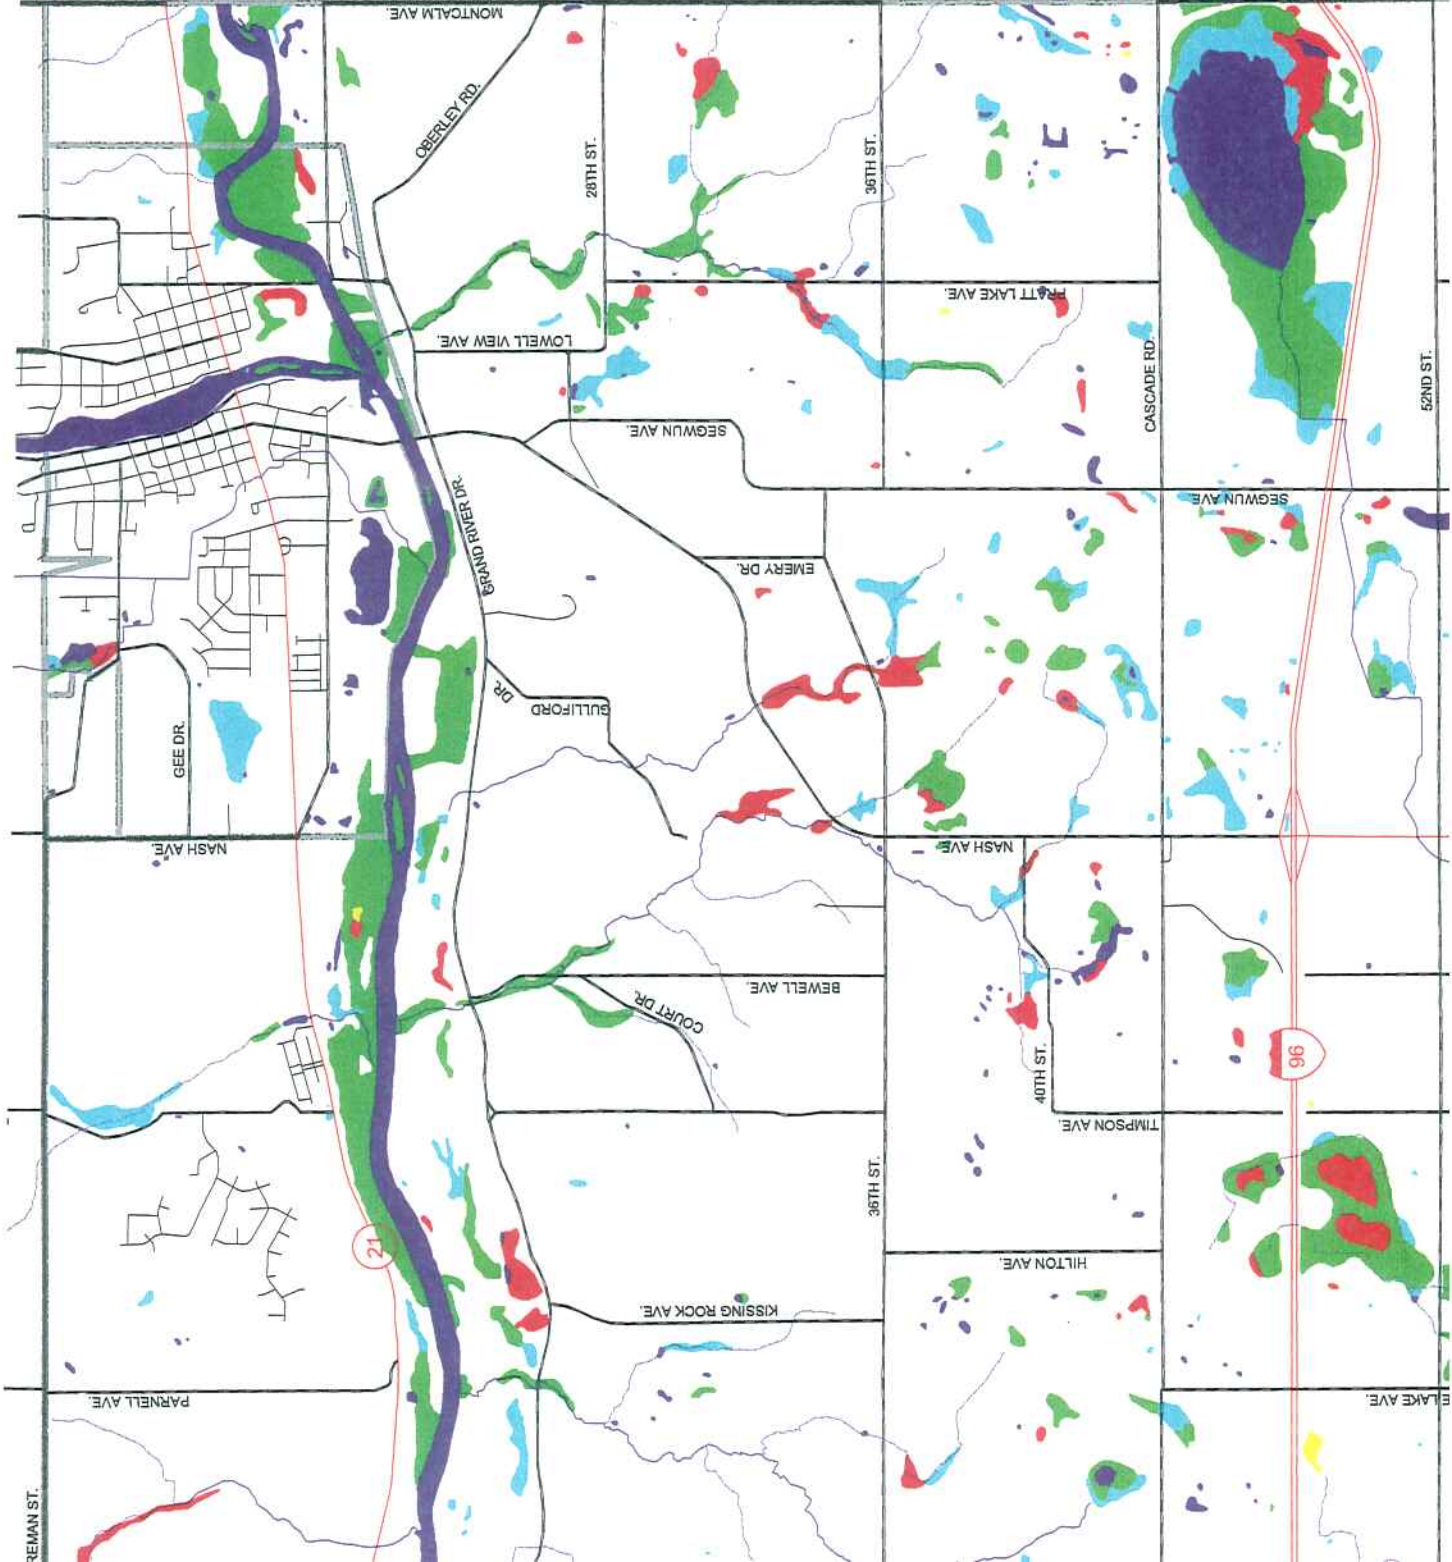 MONTCALM AVE.
OBERLEY RD.
28TH ST.
36TH ST.
PRATT LAKE AVE.
LOWELL VIEW AVE.
CASCADE RD.
52ND ST.
SEGWUN AVE.
SEGWUN AVE
GRAND RIVER DR.
EMERY DR.
GULLIFORD
DR.
GEE DR.
NASH AVE.
NASH AVE
BEWELL AVE.
COURT DR.
40TH ST.
96
TIMPSON AVE.
36TH ST.
21
HILTON AVE.
KISSING ROCK AVE.
PARNELL AVE.
LAKE AVE.
REMAN ST.